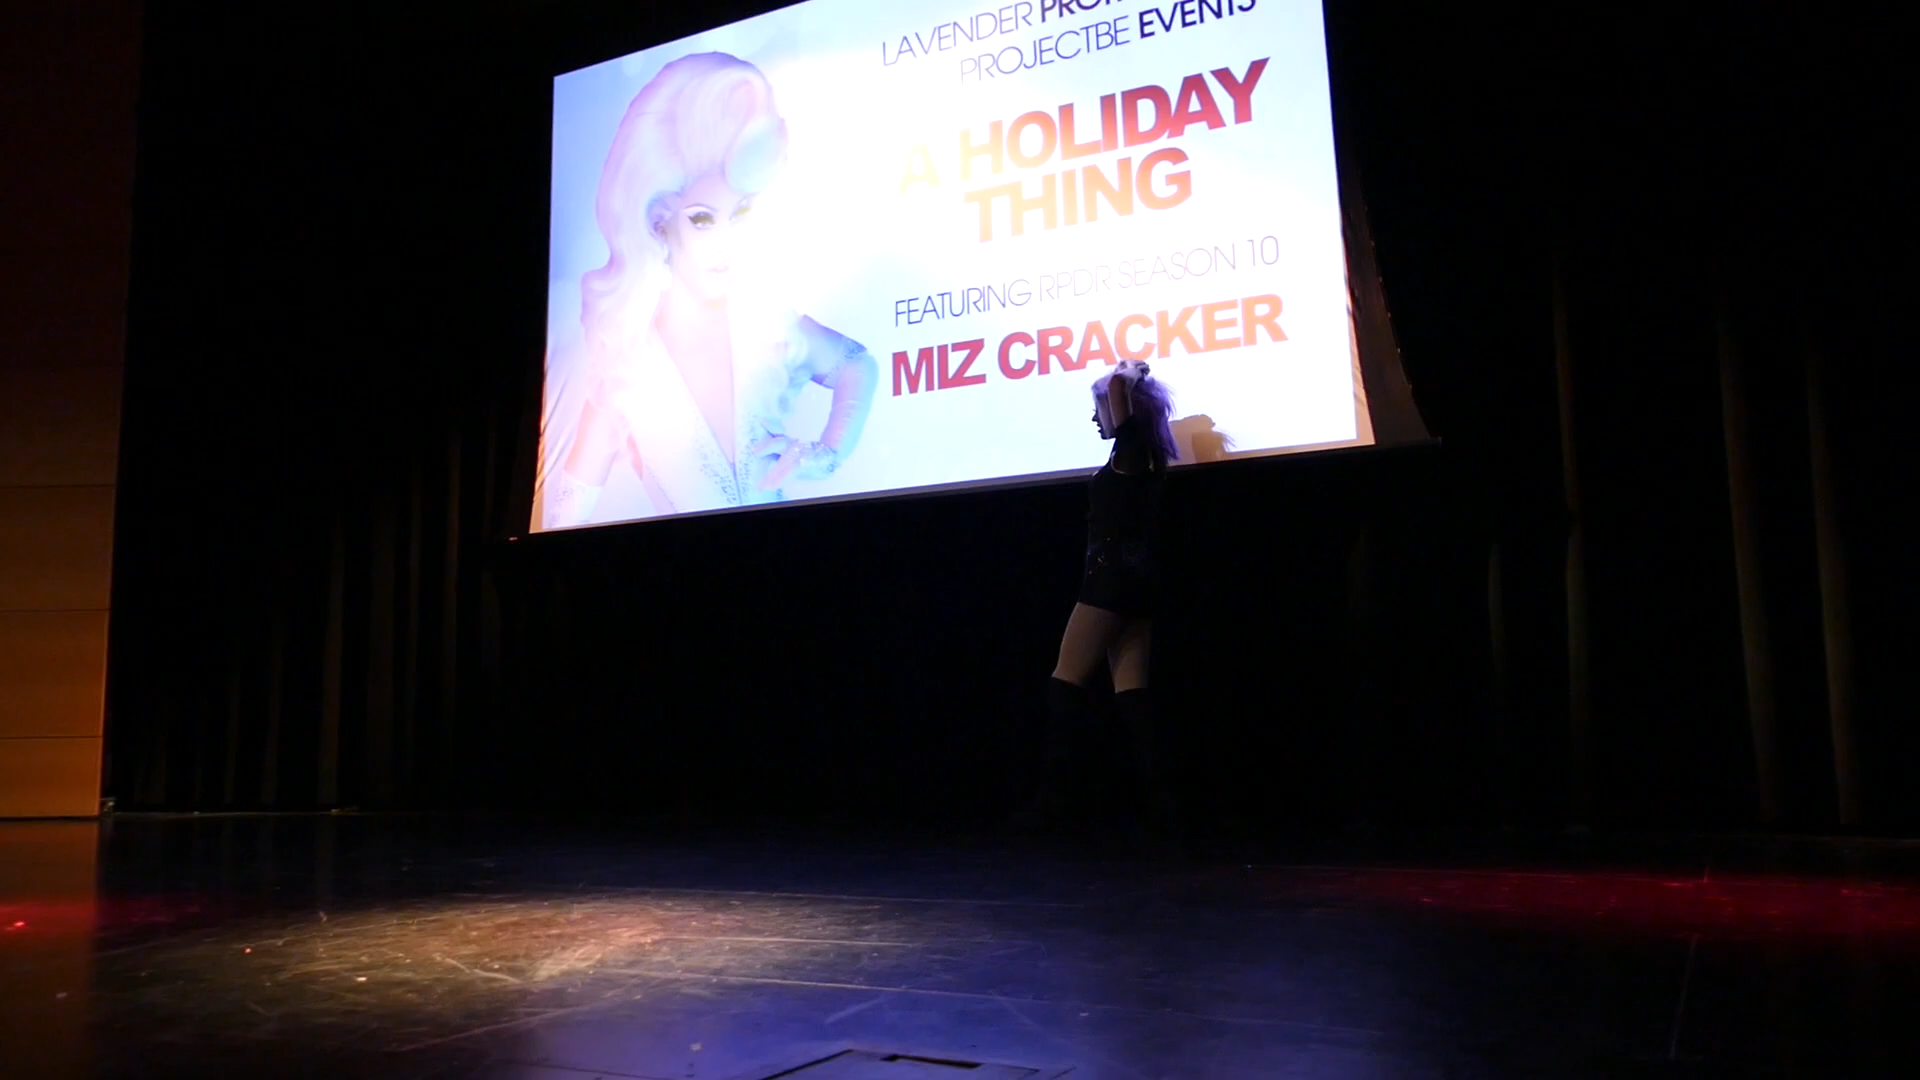 LAVENDER
PROJECTBE EVENTS
A HOLIDAY
THING
FEATURING RPDR SEASON 10
MIZ CRACKER